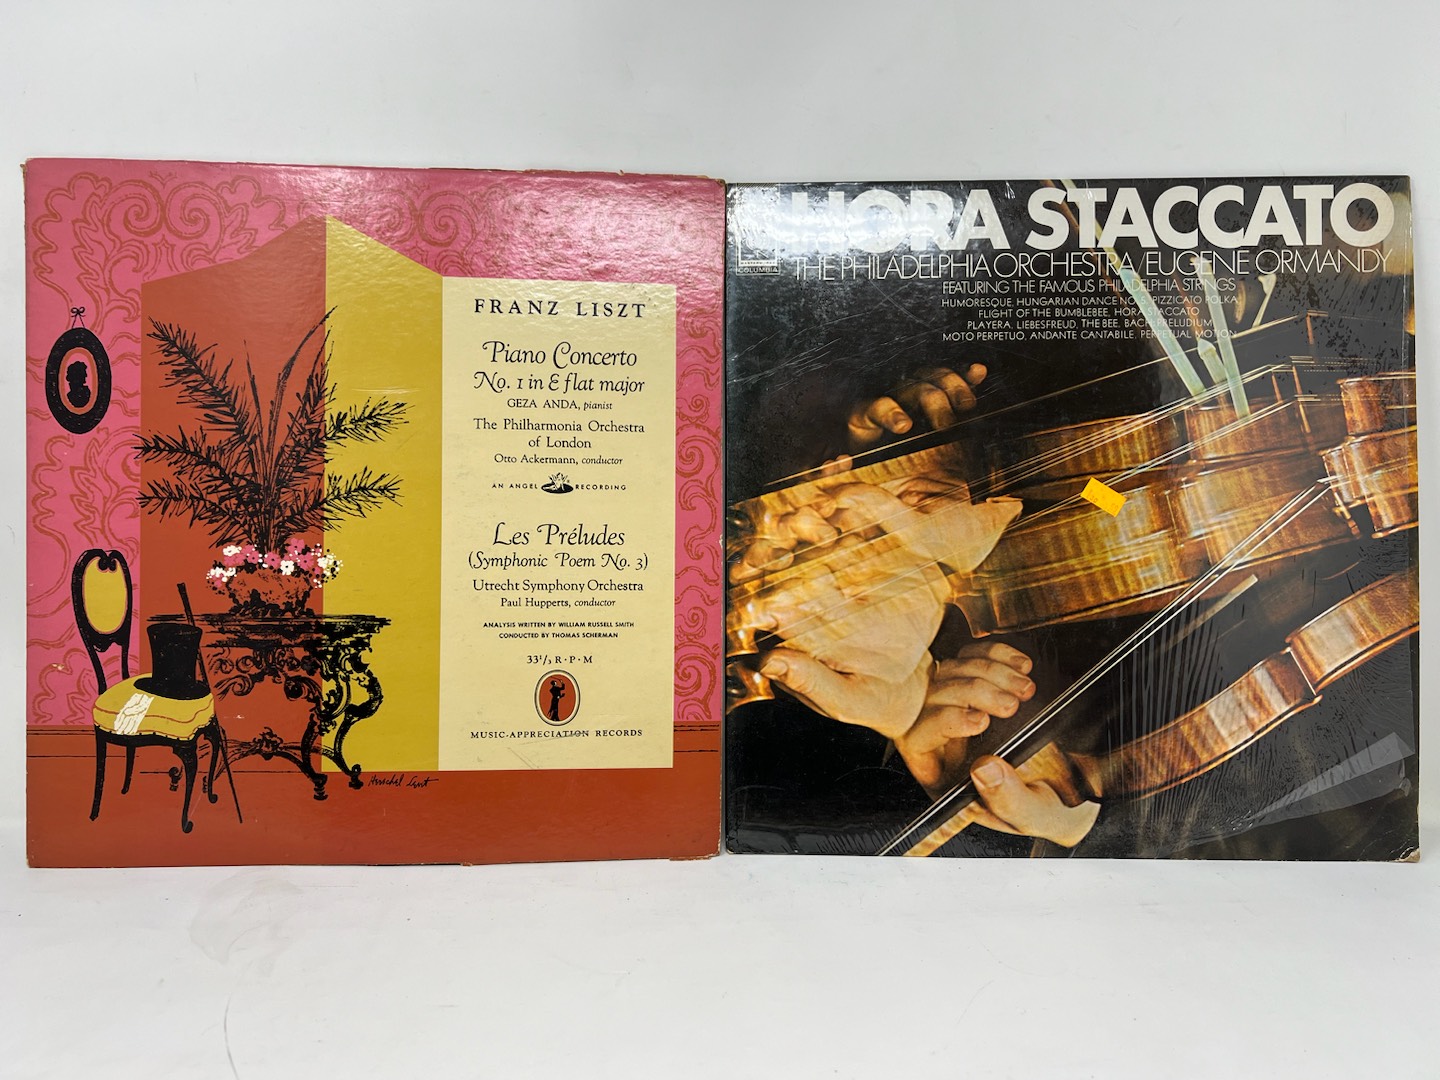 FRANZ LISZT
Piano Concerto
No. 1 in E flat major
GEZA ANDA, pianist
The Philharmonia Orchestra
of London
Otto Ackermann, conductor
AN ANGEL RECORDING
Les Préludes
(Symphonic Poem No. 3)
Utrecht Symphony Orchestra
Paul Hupperts, conductor
ANALYSIS WRITTEN BY WILLIAM RUSSELL SMITH
CONDUCTED BY THOMAS SCHERMAN
33 1/3 R·P·M
MUSIC-APPRECIATION RECORDS
HORA STACCATO
COLUMBIA
THE PHILADELPHIA ORCHESTRA/EUGENE ORMANDY
FEATURING THE FAMOUS PHILADELPHIA STRINGS
HUMORESQUE, HUNGARIAN DANCE NO. 5, PIZZICATO POLKA,
FLIGHT OF THE BUMBLEBEE, HORA STACCATO
PLAYERA, LIEBESFREUD, THE BEE, BACH: PRELUDIUM
MOTO PERPETUO, ANDANTE CANTABILE, PERPETUAL MOTION